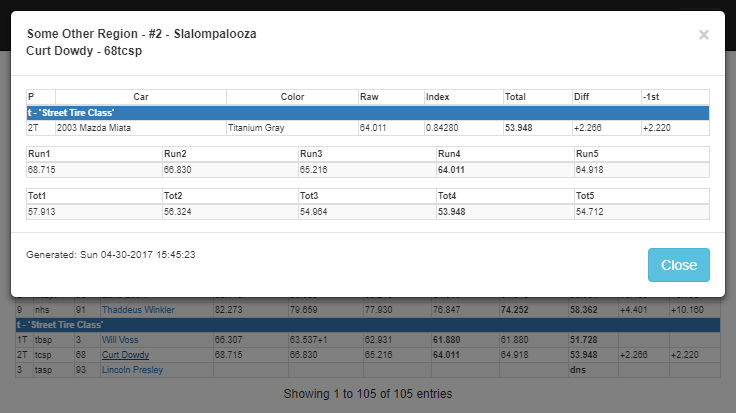 Some Other Region - #2 - Slalompalooza
×
Curt Dowdy - 68tcsp
P Car Color Raw Index Total Diff -1st
t - 'Street Tire Class'
2T 2003 Mazda Miata Titanium Gray 64.011 0.84280 53.948 +2.266 +2.220
Run1 Run2 Run3 Run4 Run5
68.715 66.830 65.216 64.011 64.918
Tot1 Tot2 Tot3 Tot4 Tot5
57.913 56.324 54.964 53.948 54.712
Generated: Sun 04-30-2017 15:45:23
Close
9 nhs 91 Thaddeus Winkler 82.273 79.659 77.930 76.847 74.252 58.362 +4.401 +10.160
t - 'Street Tire Class'
1T tbsp 3 Will Voss 66.307 63.537+1 62.931 61.880 61.880 51.728
2T tcsp 68 Curt Dowdy 68.715 66.830 65.216 64.011 64.918 53.948 +2.266 +2.220
3 tasp 93 Lincoln Presley dns
Showing 1 to 105 of 105 entries